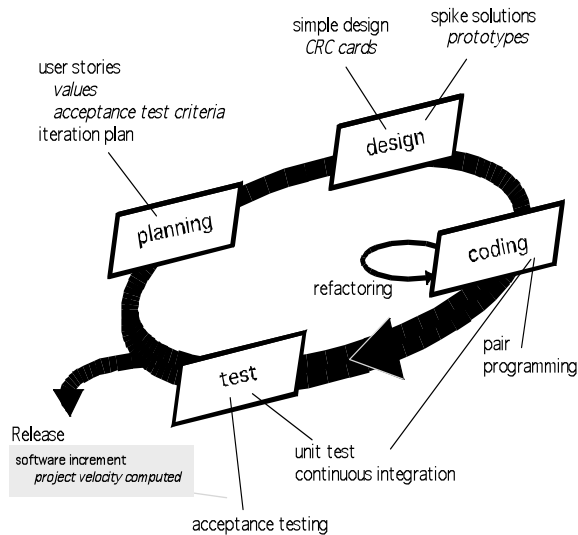 simple design
CRC cards
spike solutions
prototypes
user stories
values
acceptance test criteria
iteration plan
design
planning
coding
refactoring
test
pair
programming
Release
software increment
project velocity computed
unit test
continuous integration
acceptance testing